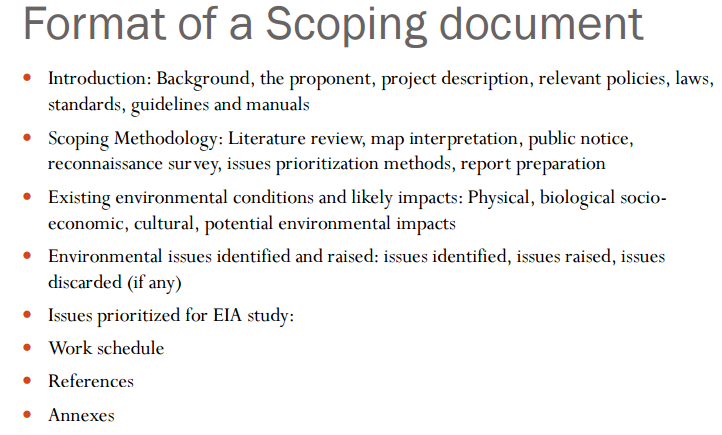 Format of a Scoping document
• Introduction: Background, the proponent, project description, relevant policies, laws,
standards, guidelines and manuals
• Scoping Methodology: Literature review, map interpretation, public notice,
reconnaissance survey, issues prioritization methods, report preparation
• Existing environmental conditions and likely impacts: Physical, biological socio-
economic, cultural, potential environmental impacts
• Environmental issues identified and raised: issues identified, issues raised, issues
discarded (if any)
• Issues prioritized for EIA study:
• Work schedule
• References
• Annexes